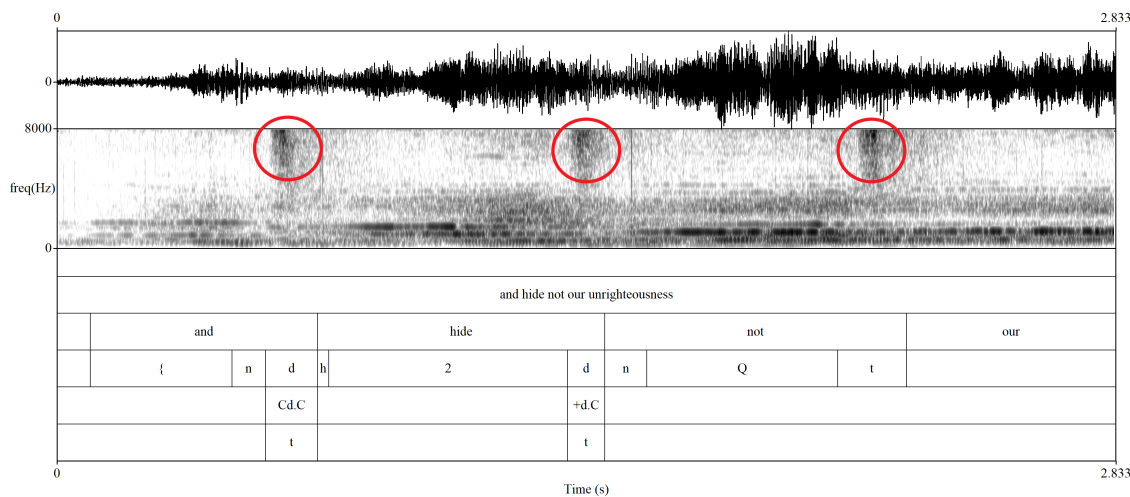 0 2.833
0
8000
freq(Hz)
0
and hide not our unrighteousness
and hide not our
{ n d h 2 d n Q t
Cd.C +d.C
t t
0 2.833
Time (s)